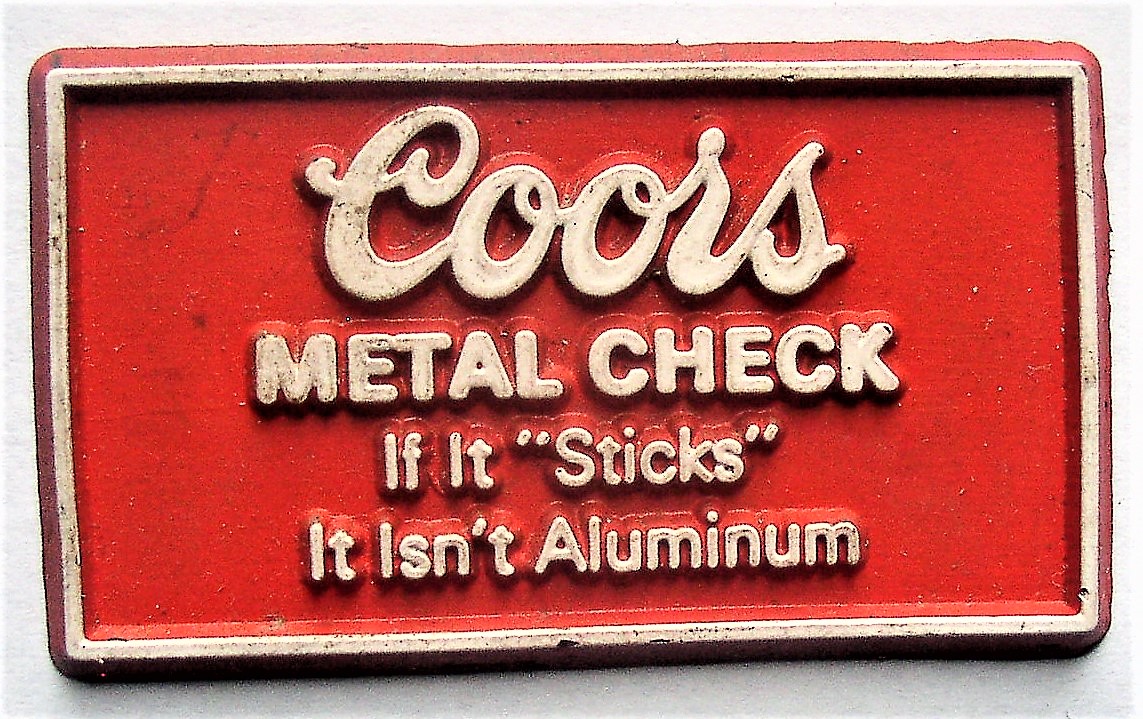 Coors
METAL CHECK
If It “Sticks”
It Isn't Aluminum